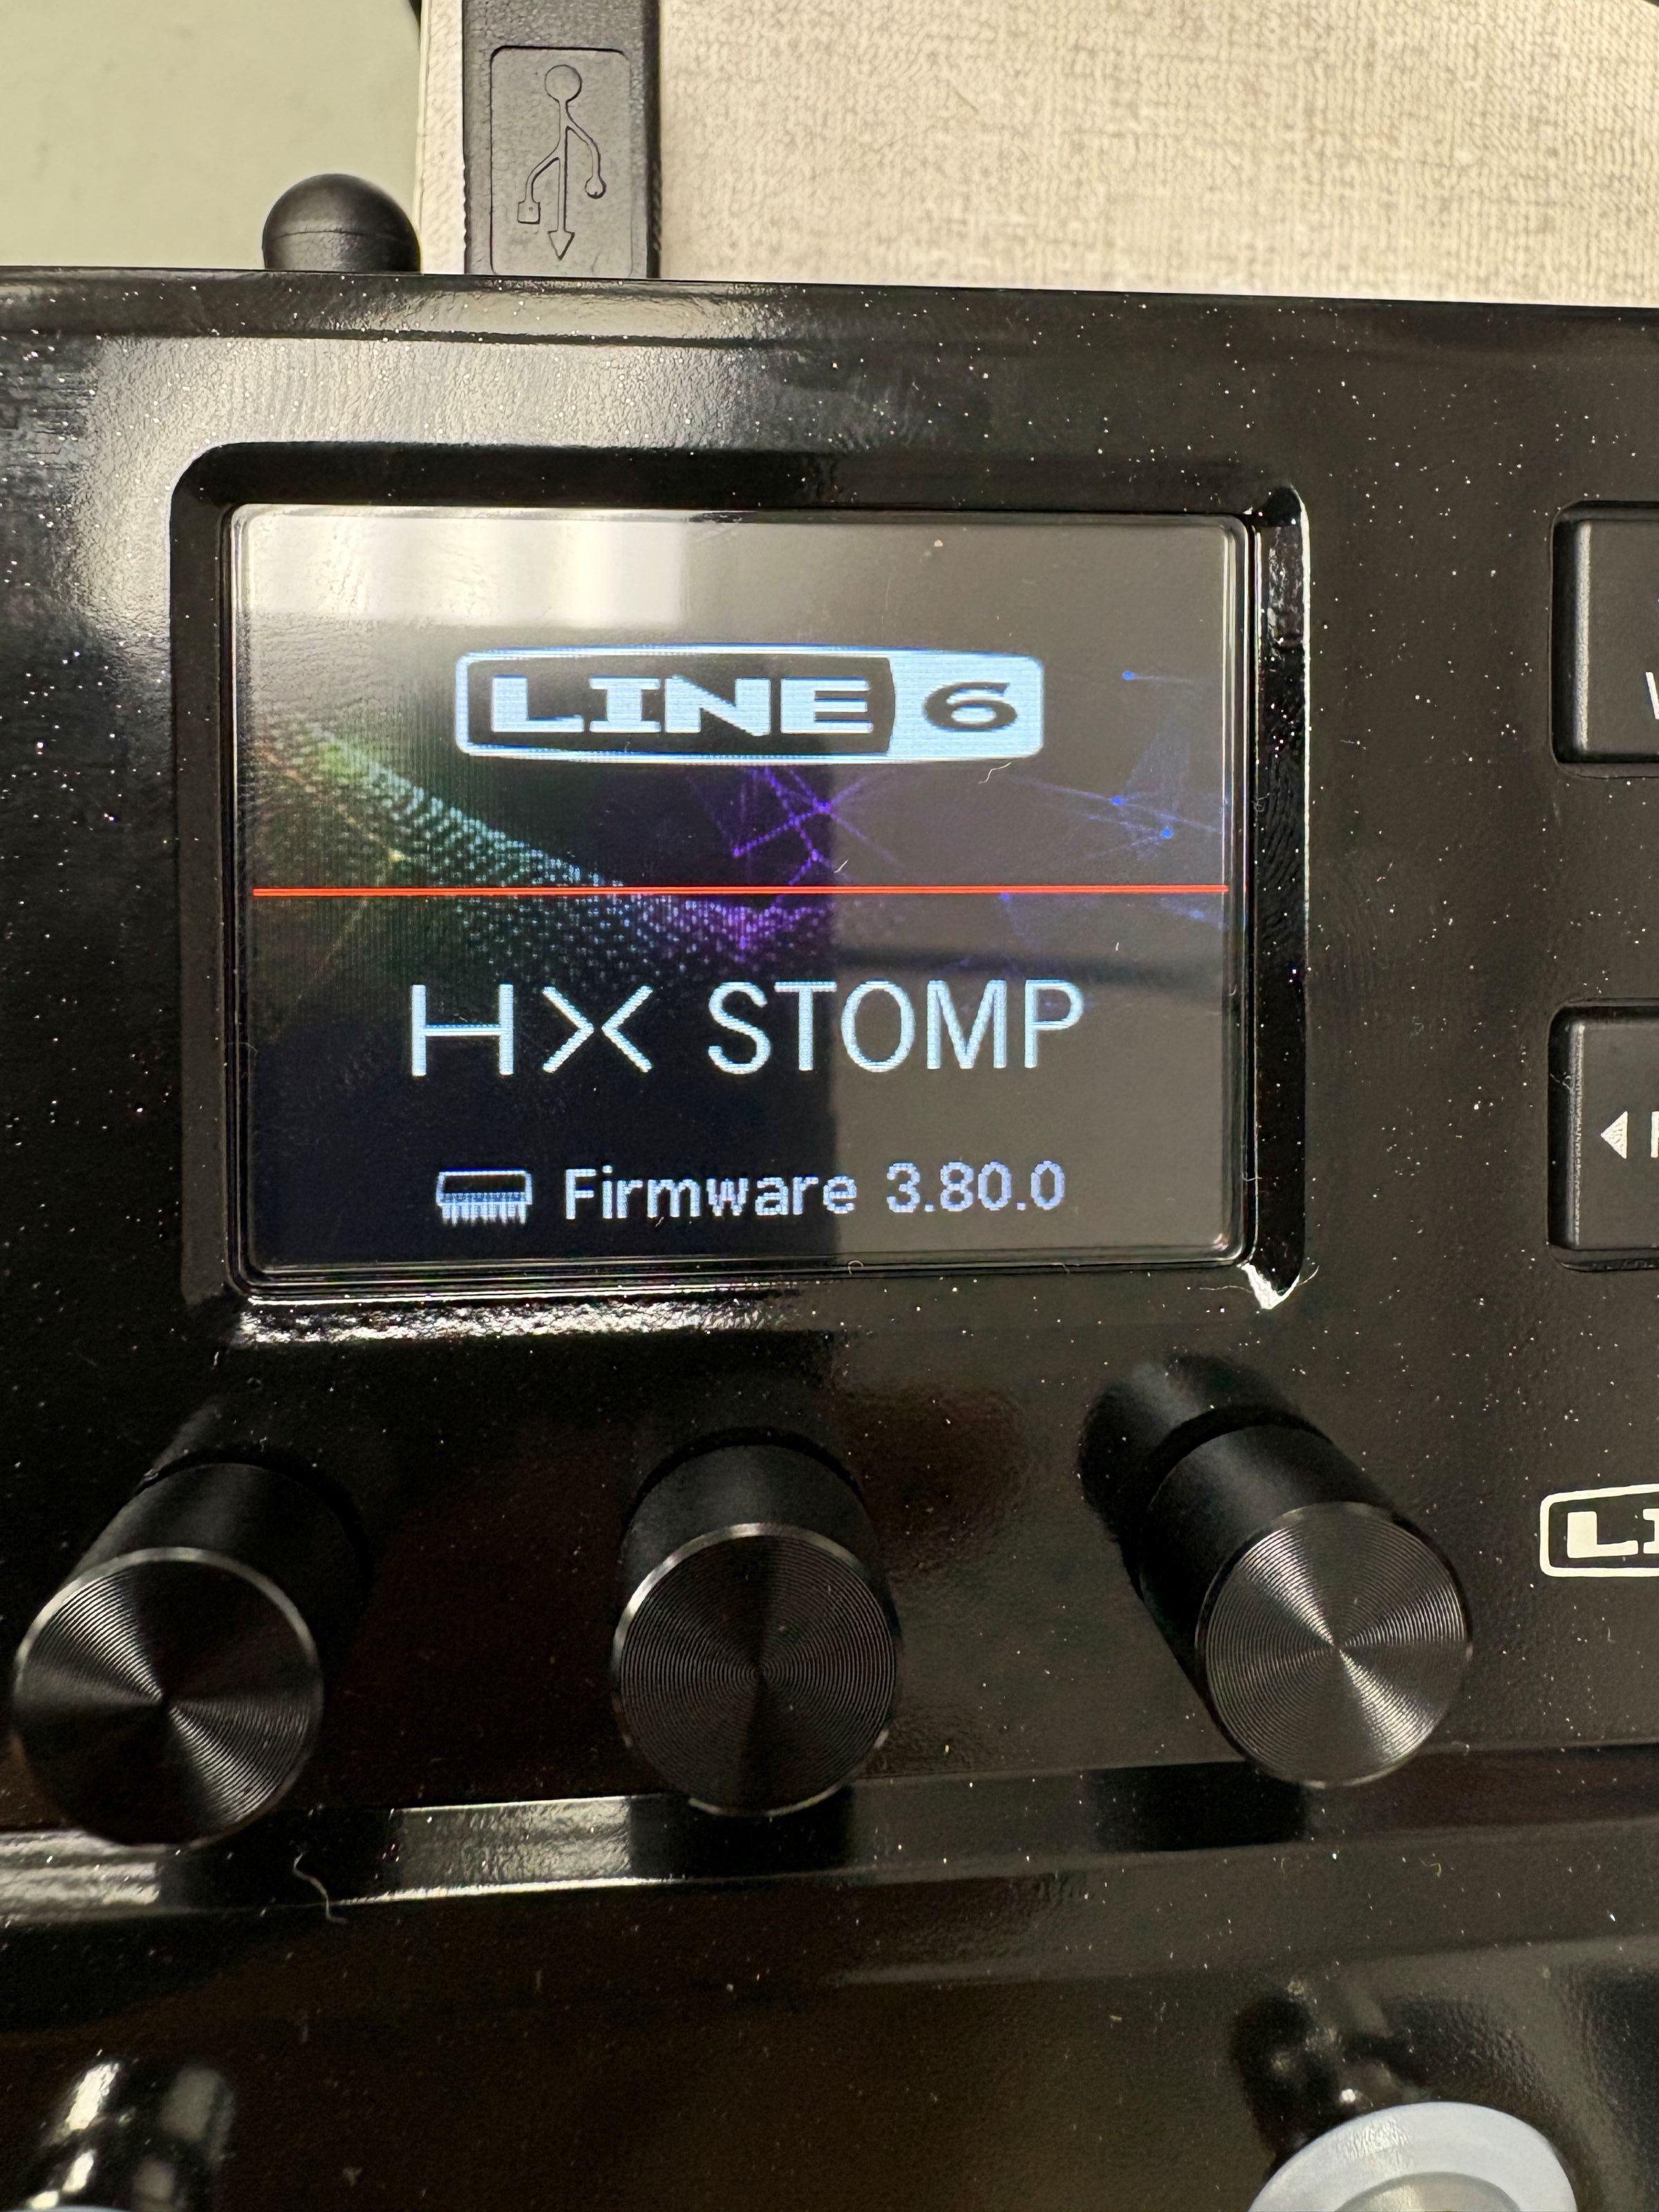 LINE 6
HX STOMP
Firmware 3.80.0